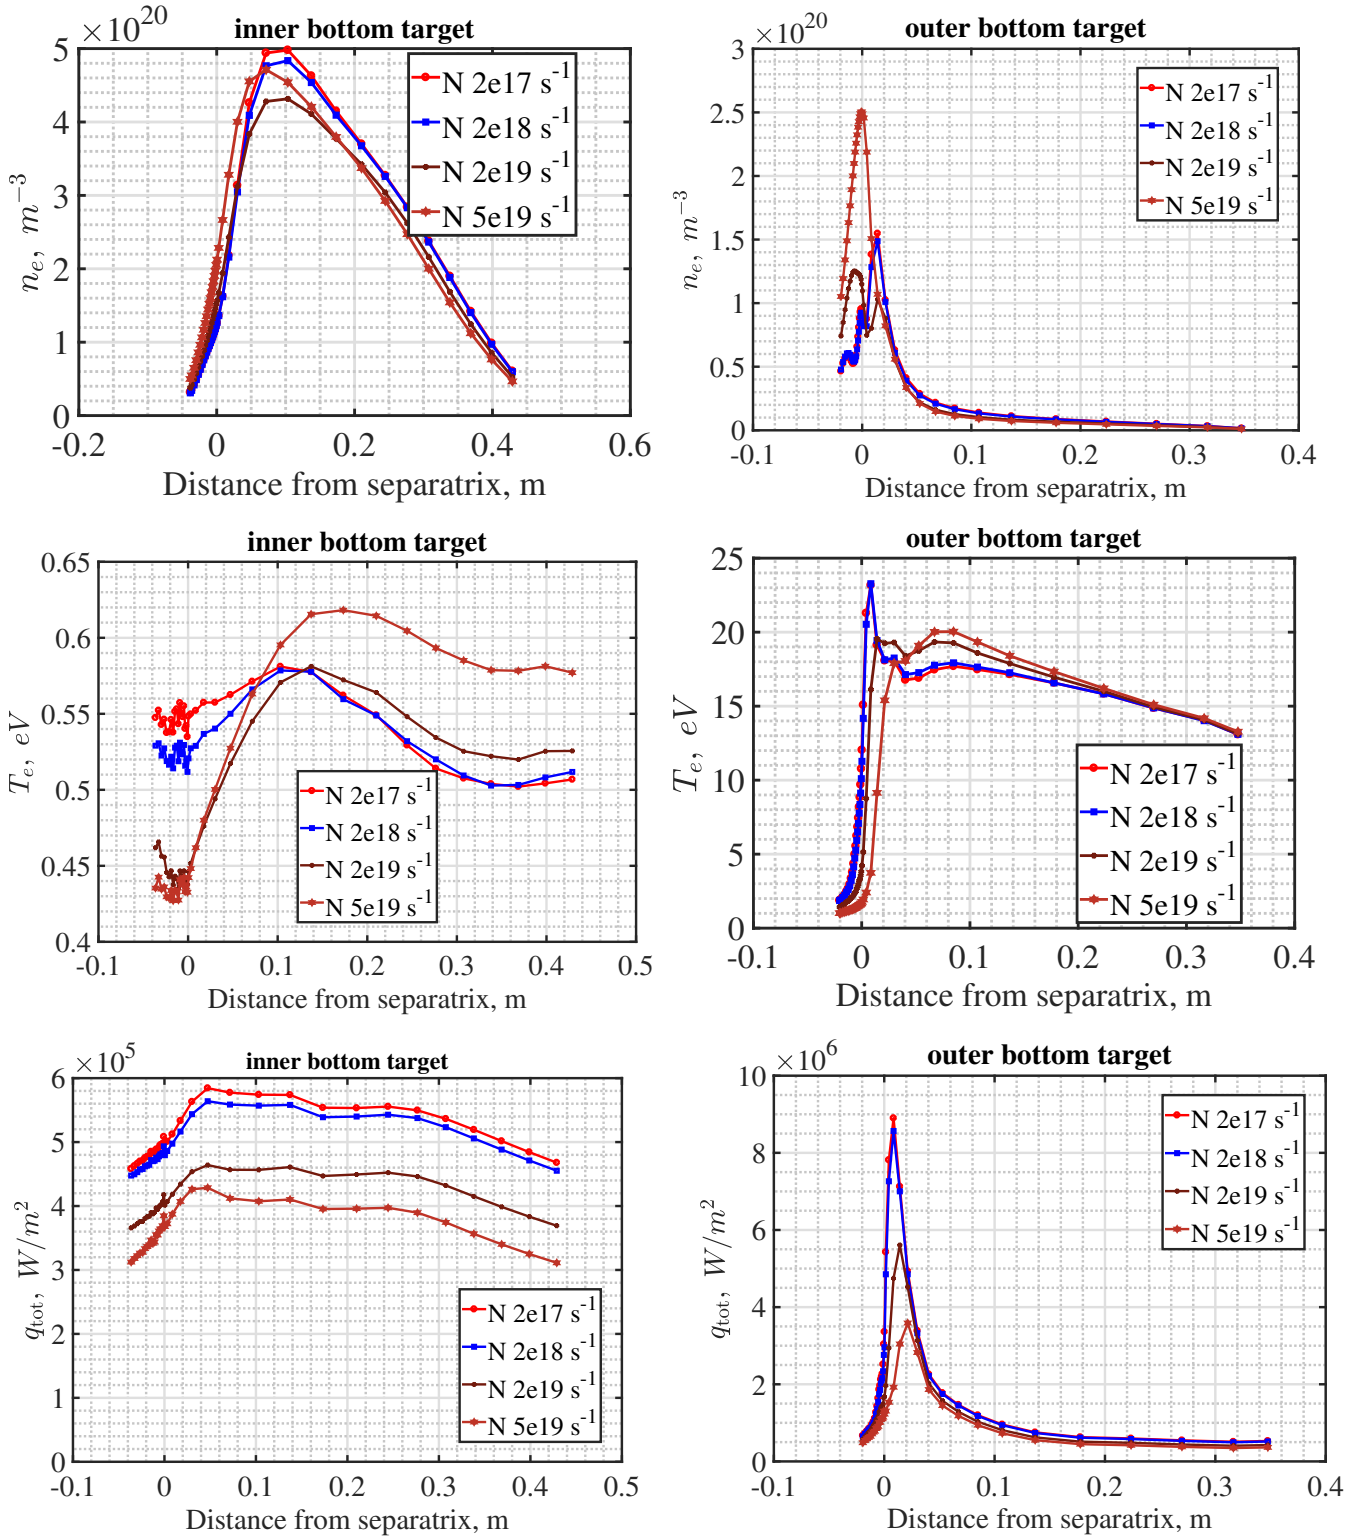 ×10^20
inner bottom target
5
4
3
2
1
0
-0.2
0
0.2
0.4
0.6
n_e, m^−3
Distance from separatrix, m
N 2e17 s^-1
N 2e18 s^-1
N 2e19 s^-1
N 5e19 s^-1
×10^20
outer bottom target
3
2.5
2
1.5
1
0.5
0
-0.1
0
0.1
0.2
0.3
0.4
n_e, m^−3
Distance from separatrix, m
N 2e17 s^-1
N 2e18 s^-1
N 2e19 s^-1
N 5e19 s^-1
inner bottom target
0.65
0.6
0.55
0.5
0.45
0.4
-0.1
0
0.1
0.2
0.3
0.4
0.5
T_e, eV
Distance from separatrix, m
N 2e17 s^-1
N 2e18 s^-1
N 2e19 s^-1
N 5e19 s^-1
outer bottom target
25
20
15
10
5
0
-0.1
0
0.1
0.2
0.3
0.4
T_e, eV
Distance from separatrix, m
N 2e17 s^-1
N 2e18 s^-1
N 2e19 s^-1
N 5e19 s^-1
×10^5
inner bottom target
6
5
4
3
2
1
0
-0.1
0
0.1
0.2
0.3
0.4
0.5
q_tot, W/m^2
Distance from separatrix, m
N 2e17 s^-1
N 2e18 s^-1
N 2e19 s^-1
N 5e19 s^-1
×10^6
outer bottom target
10
8
6
4
2
0
-0.1
0
0.1
0.2
0.3
0.4
q_tot, W/m^2
Distance from separatrix, m
N 2e17 s^-1
N 2e18 s^-1
N 2e19 s^-1
N 5e19 s^-1